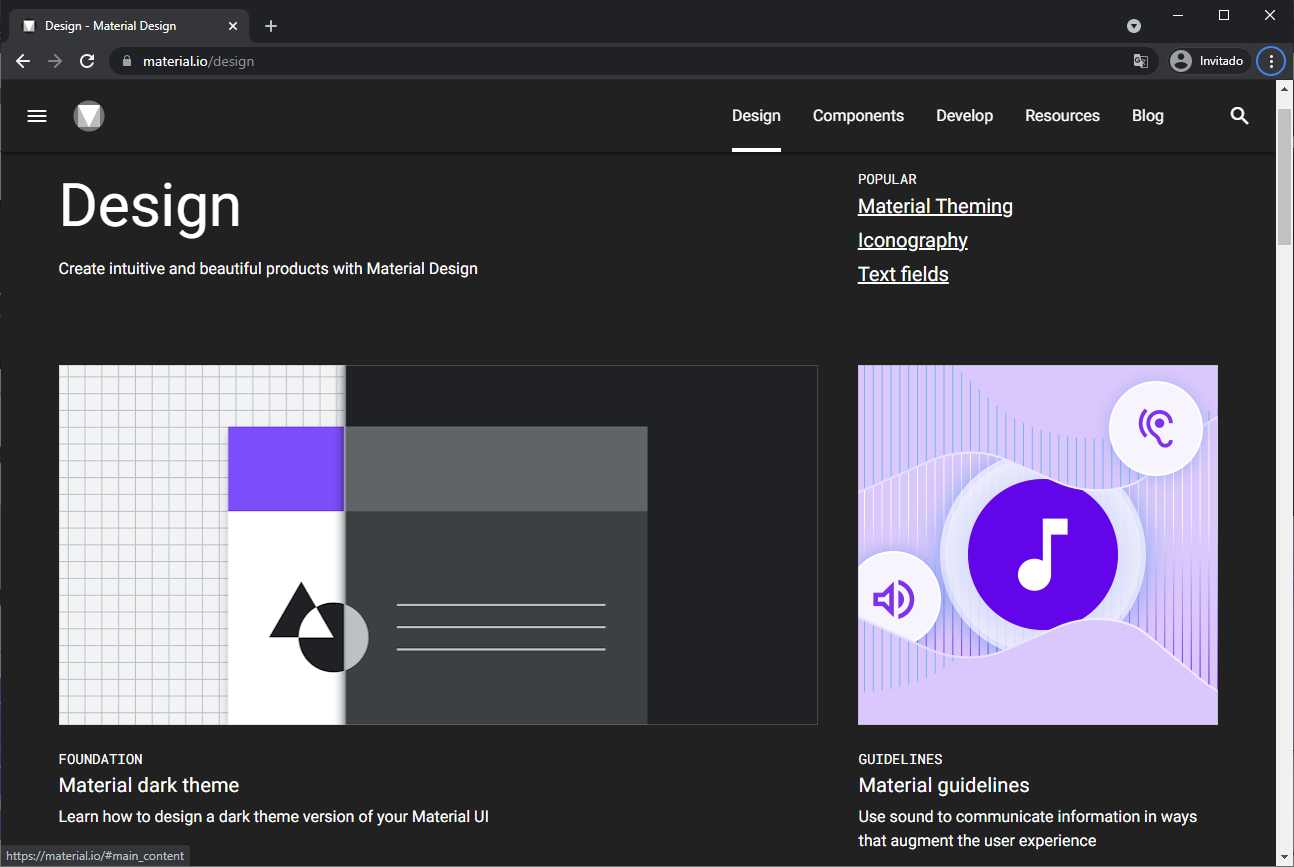 Design - Material Design
material.io/design
Invitado
Design
Components
Develop
Resources
Blog
Design
Create intuitive and beautiful products with Material Design
POPULAR
Material Theming
Iconography
Text fields
FOUNDATION
Material dark theme
Learn how to design a dark theme version of your Material UI
GUIDELINES
Material guidelines
Use sound to communicate information in ways
that augment the user experience
https://material.io/#main_content